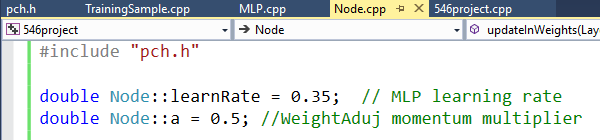 pch.h TrainingSample.cpp MLP.cpp Node.cpp 546project.cpp
546project Node updateInWeights(Lay
#include "pch.h"
double Node::learnRate = 0.35;  // MLP learning rate
double Node::a = 0.5; //WeightAduj momentum multiplier